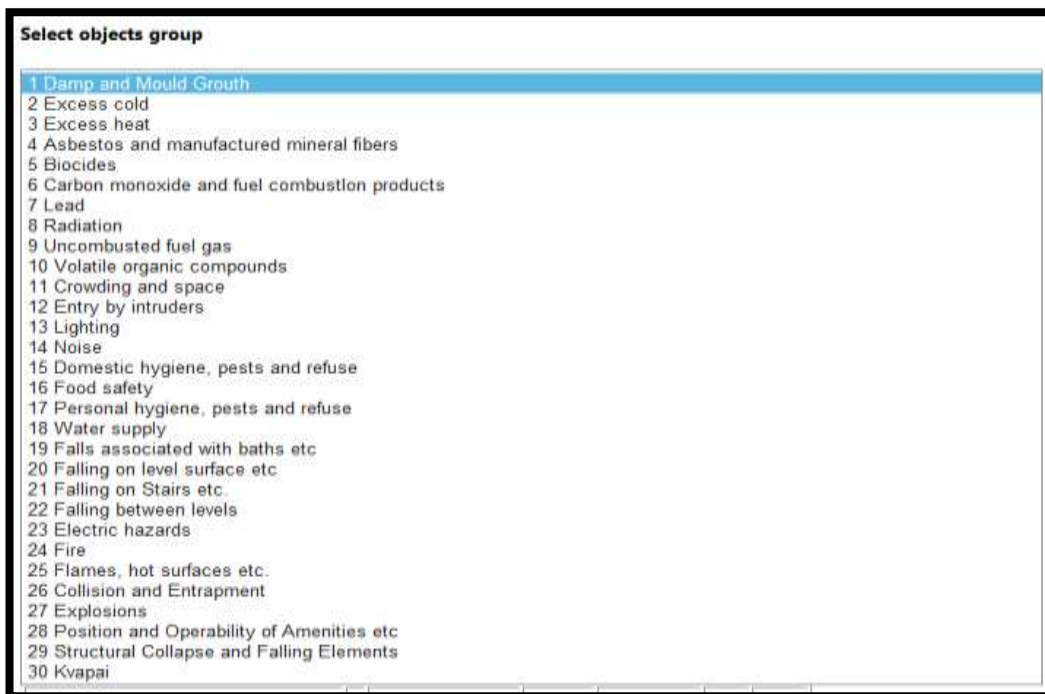 Select objects group
1 Damp and Mould Grouth
2 Excess cold
3 Excess heat
4 Asbestos and manufactured mineral fibers
5 Biocides
6 Carbon monoxide and fuel combustlon products
7 Lead
8 Radiation
9 Uncombusted fuel gas
10 Volatile organic compounds
11 Crowding and space
12 Entry by intruders
13 Lighting
14 Noise
15 Domestic hygiene, pests and refuse
16 Food safety
17 Personal hygiene, pests and refuse
18 Water supply
19 Falls associated with baths etc
20 Falling on level surface etc
21 Falling on Stairs etc.
22 Falling between levels
23 Electric hazards
24 Fire
25 Flames, hot surfaces etc.
26 Collision and Entrapment
27 Explosions
28 Position and Operability of Amenities etc
29 Structural Collapse and Falling Elements
30 Kvapai